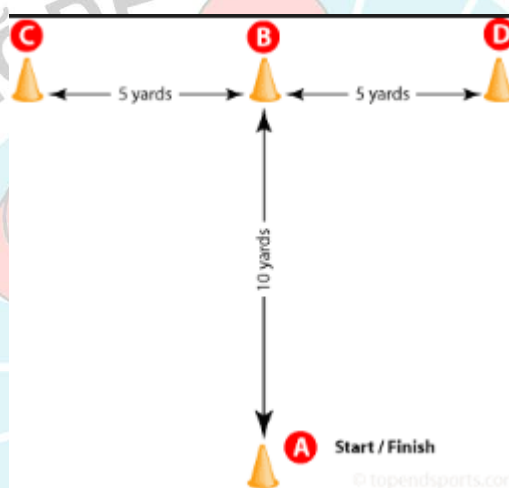 C B D
5 yards 5 yards
10 yards
A Start / Finish
© topendsports.com